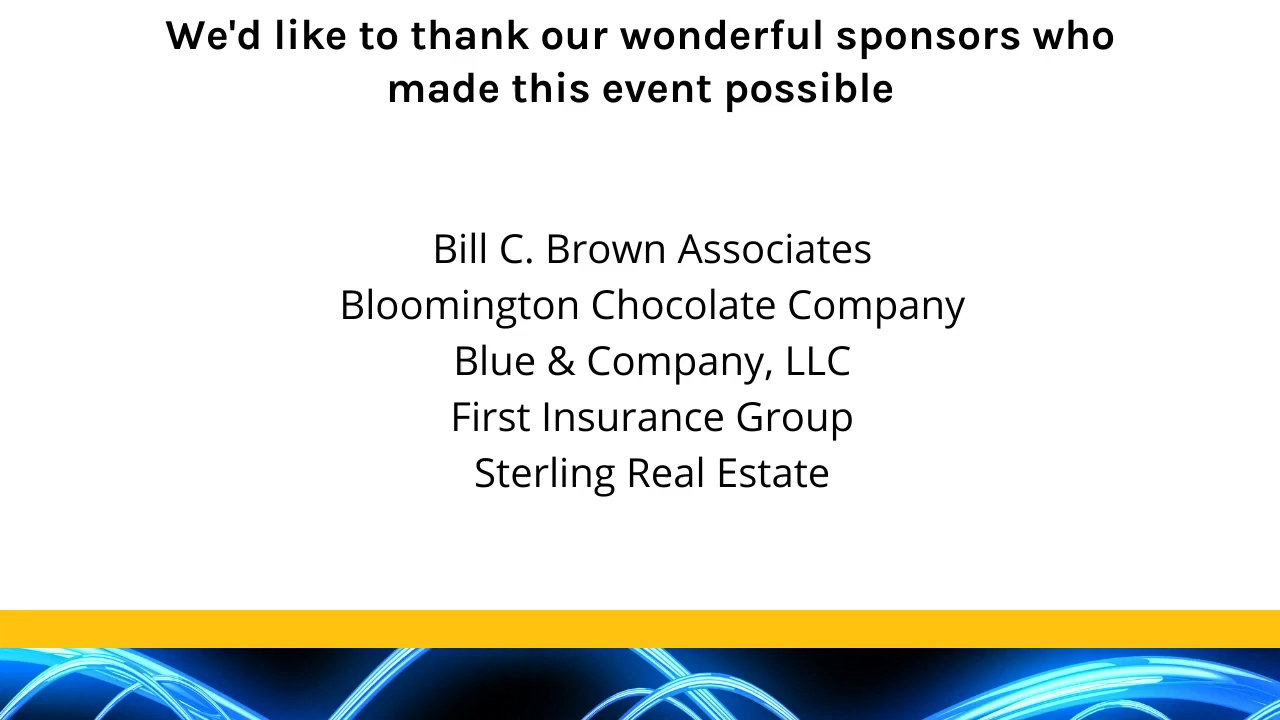 We'd like to thank our wonderful sponsors who
made this event possible
Bill C. Brown Associates
Bloomington Chocolate Company
Blue & Company, LLC
First Insurance Group
Sterling Real Estate